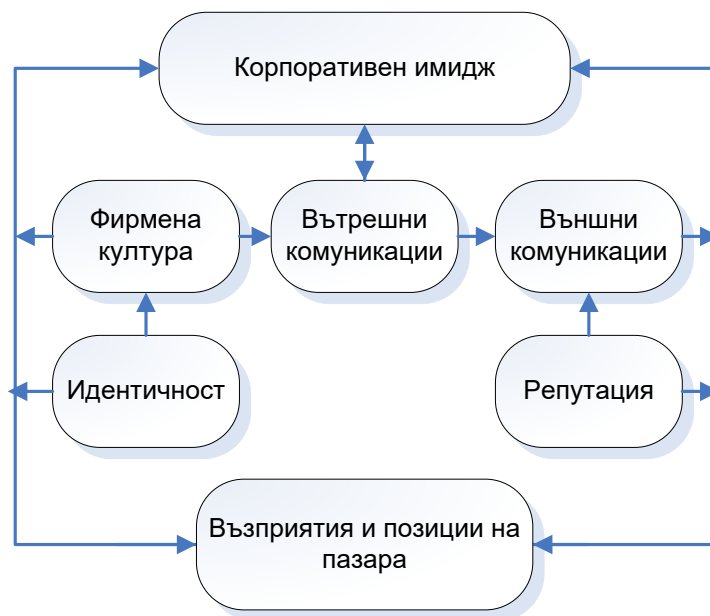 Корпоративен имидж
Фирмена
култура
Вътрешни
комуникации
Външни
комуникации
Идентичност
Репутация
Възприятия и позиции на
пазара